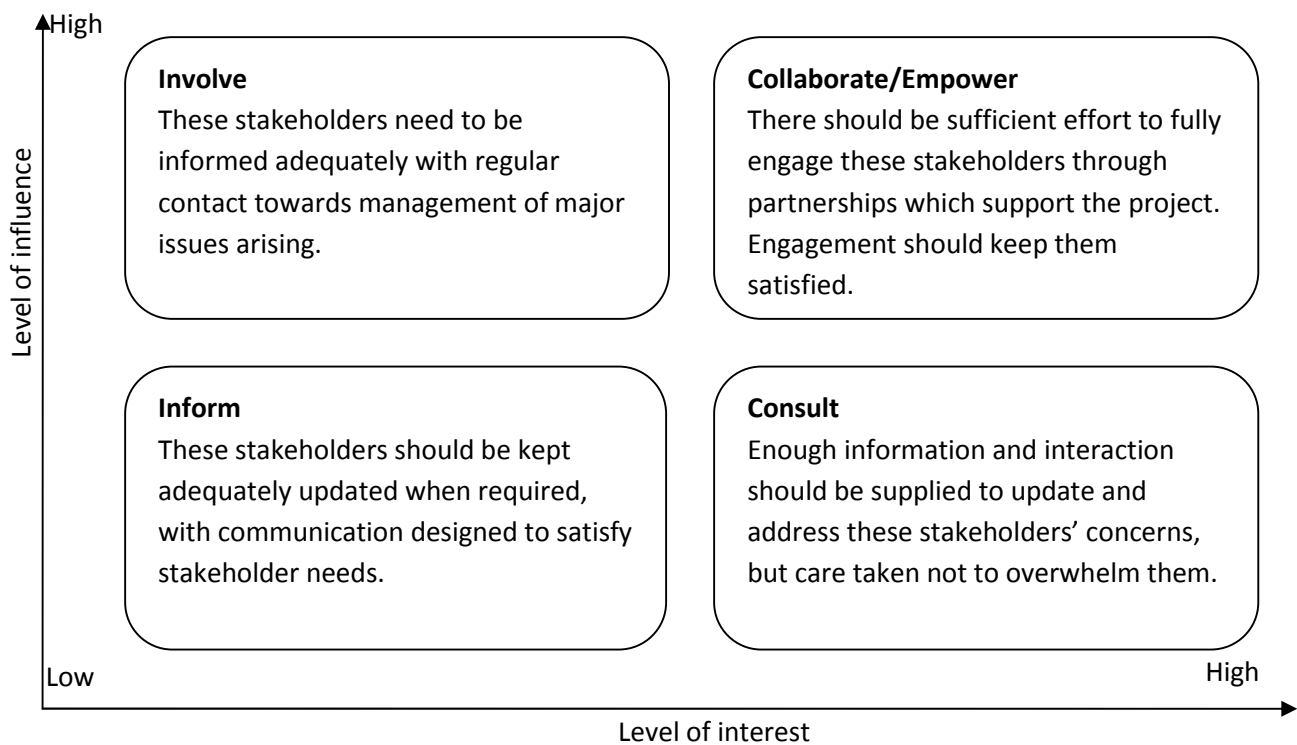 High
Level of influence
Involve
These stakeholders need to be
informed adequately with regular
contact towards management of major
issues arising.
Collaborate/Empower
There should be sufficient effort to fully
engage these stakeholders through
partnerships which support the project.
Engagement should keep them
satisfied.
Inform
These stakeholders should be kept
adequately updated when required,
with communication designed to satisfy
stakeholder needs.
Consult
Enough information and interaction
should be supplied to update and
address these stakeholders’ concerns,
but care taken not to overwhelm them.
Low
High
Level of interest